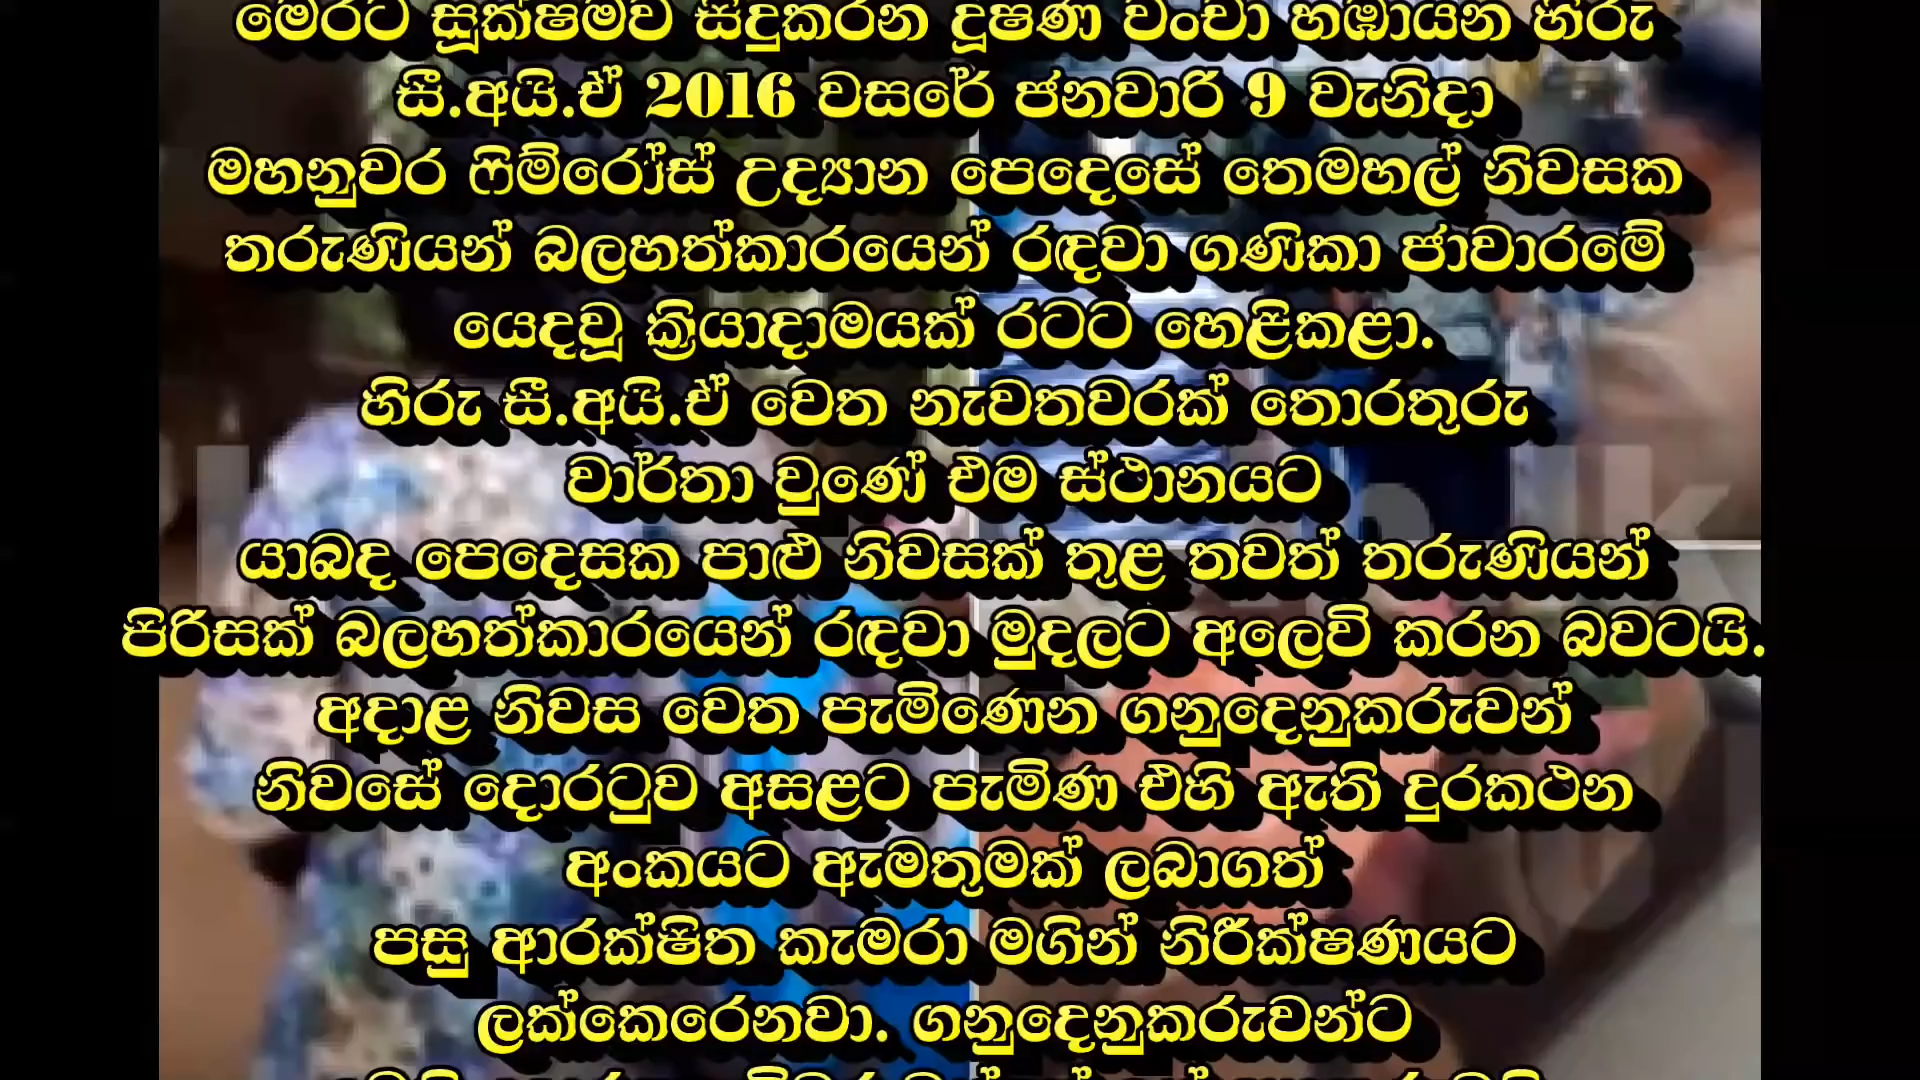 මෙරට සූක්ෂමව සිදුකරන දූෂණ වංචා හඹායන හිරු
සී.අයි.ඒ 2016 වසරේ ජනවාරි 9 වැනිදා
මහනුවර ෆ්‍රිම්රෝස් උද්‍යාන පෙදෙසේ තෙමහල් නිවසක
තරුණියන් බලහත්කාරයෙන් රඳවා ගණිකා ජාවාරමේ
යෙදවූ ක්‍රියාදාමයක් රටට හෙළිකළා.
හිරු සී.අයි.ඒ වෙත නැවතවරක් තොරතුරු
වාර්තා වුණේ එම ස්ථානයට
යාබද පෙදෙසක පාළු නිවසක් තුළ තවත් තරුණියන්
පිරිසක් බලහත්කාරයෙන් රඳවා මුදලට අලෙවි කරන බවටයි.
අදාළ නිවස වෙත පැමිණෙන ගනුදෙනුකරුවන්
නිවසේ දොරටුව අසළට පැමිණ එහි ඇති දුරකථන
අංකයට ඇමතුමක් ලබාගත්
පසු ආරක්ෂිත කැමරා මගින් නිරීක්ෂණයට
ලක්කෙරෙනවා. ගනුදෙනුකරුවන්ට